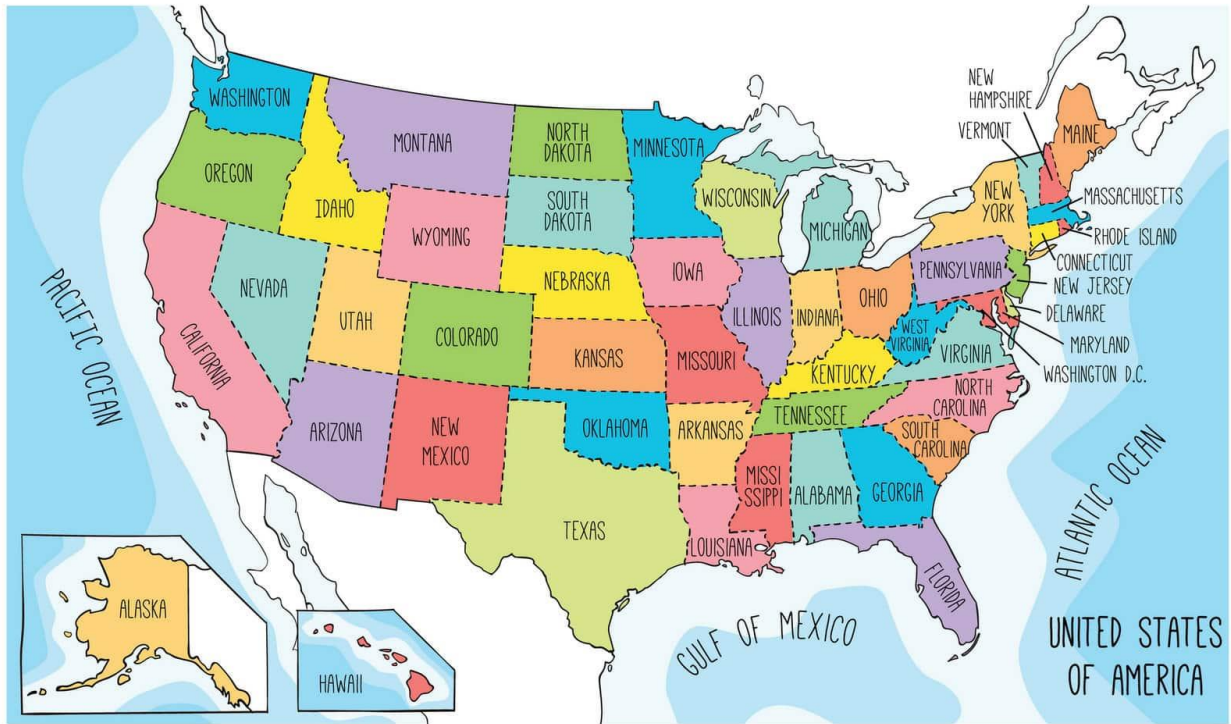 WASHINGTON
MONTANA
NORTH
DAKOTA
MINNESOTA
NEW
HAMPSHIRE
VERMONT
MAINE
OREGON
IDAHO
WYOMING
SOUTH
DAKOTA
WISCONSIN
MICHIGAN
NEW
YORK
MASSACHUSETTS
RHODE ISLAND
CONNECTICUT
NEW JERSEY
DELAWARE
MARYLAND
WASHINGTON D.C.
PACIFIC OCEAN
CALIFORNIA
NEVADA
UTAH
COLORADO
NEBRASKA
IOWA
ILLINOIS
INDIANA
OHIO
PENNSYLVANIA
KANSAS
MISSOURI
KENTUCKY
WEST
VIRGINIA
VIRGINIA
ARIZONA
NEW
MEXICO
OKLAHOMA
ARKANSAS
TENNESSEE
NORTH
CAROLINA
SOUTH
CAROLINA
TEXAS
LOUISIANA
MISSI
SSIPPI
ALABAMA
GEORGIA
FLORIDA
ATLANTIC OCEAN
ALASKA
HAWAII
GULF OF MEXICO
UNITED STATES
OF AMERICA